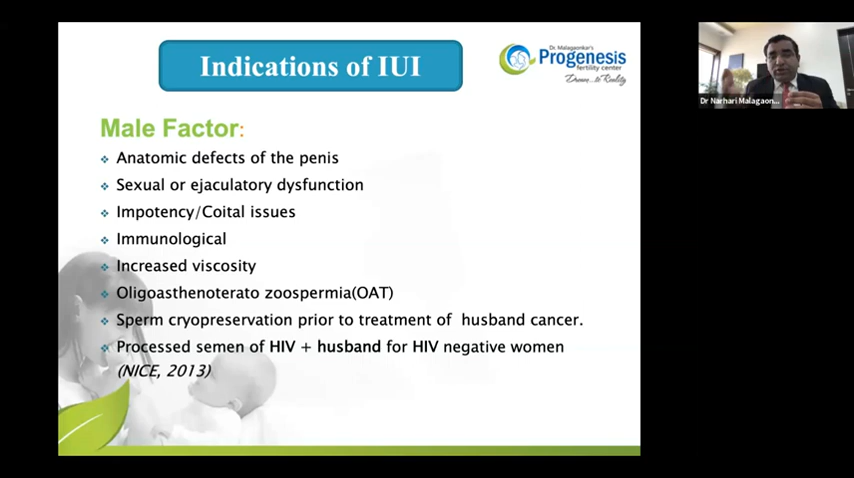 Indications of IUI
Dr. Malagaonkar's
Progenesis
fertility center
Dream...to Reality
Dr Narhari Malagaon...
Male Factor:
Anatomic defects of the penis
Sexual or ejaculatory dysfunction
Impotency/Coital issues
Immunological
Increased viscosity
Oligoasthenoterato zoospermia(OAT)
Sperm cryopreservation prior to treatment of husband cancer.
Processed semen of HIV + husband for HIV negative women
(NICE, 2013)